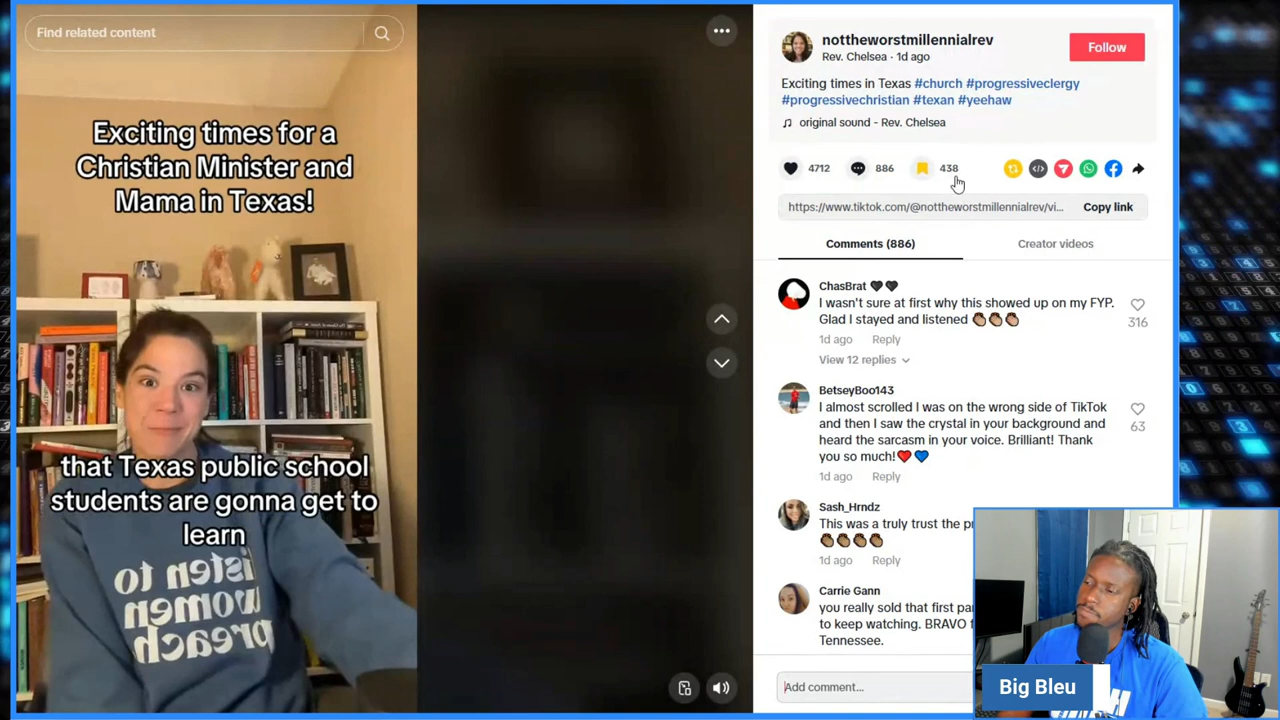 Find related content
Exciting times for a
Christian Minister and
Mama in Texas!
that Texas public school
students are gonna get to
learn
listen to
women
preach
nottheworstmillennialrev
Rev. Chelsea · 1d ago
Follow
Exciting times in Texas #church #progressiveclergy
#progressivechristian #texan #yeehaw
original sound - Rev. Chelsea
4712
886
438
https://www.tiktok.com/@nottheworstmillennialrev/vi...
Copy link
Comments (886)
Creator videos
ChasBrat 🖤🖤
I wasn't sure at first why this showed up on my FYP.
Glad I stayed and listened 👏🏽👏🏽👏🏽
316
1d ago
Reply
View 12 replies
BetseyBoo143
I almost scrolled I was on the wrong side of TikTok
and then I saw the crystal in your background and
heard the sarcasm in your voice. Brilliant! Thank
you so much!❤️💙
63
1d ago
Reply
Sash_Hrndz
This was a truly trust the
👏🏽👏🏽👏🏽👏🏽
1d ago
Reply
Carrie Gann
you really sold that first
to keep watching. BRAVO
Tennessee.
Add comment...
Big Bleu